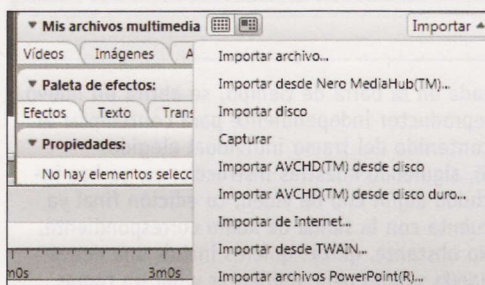 Mis archivos multimedia
Importar
Vídeos Imágenes A
Importar archivo...
Importar desde Nero MediaHub(TM)...
Paleta de efectos:
Importar disco
Efectos Texto Trans
Capturar
Propiedades:
Importar AVCHD(TM) desde disco
No hay elementos selecc
Importar AVCHD(TM) desde disco duro...
Importar de Internet...
Importar desde TWAIN...
m0s 3m0s
Importar archivos PowerPoint(R)...